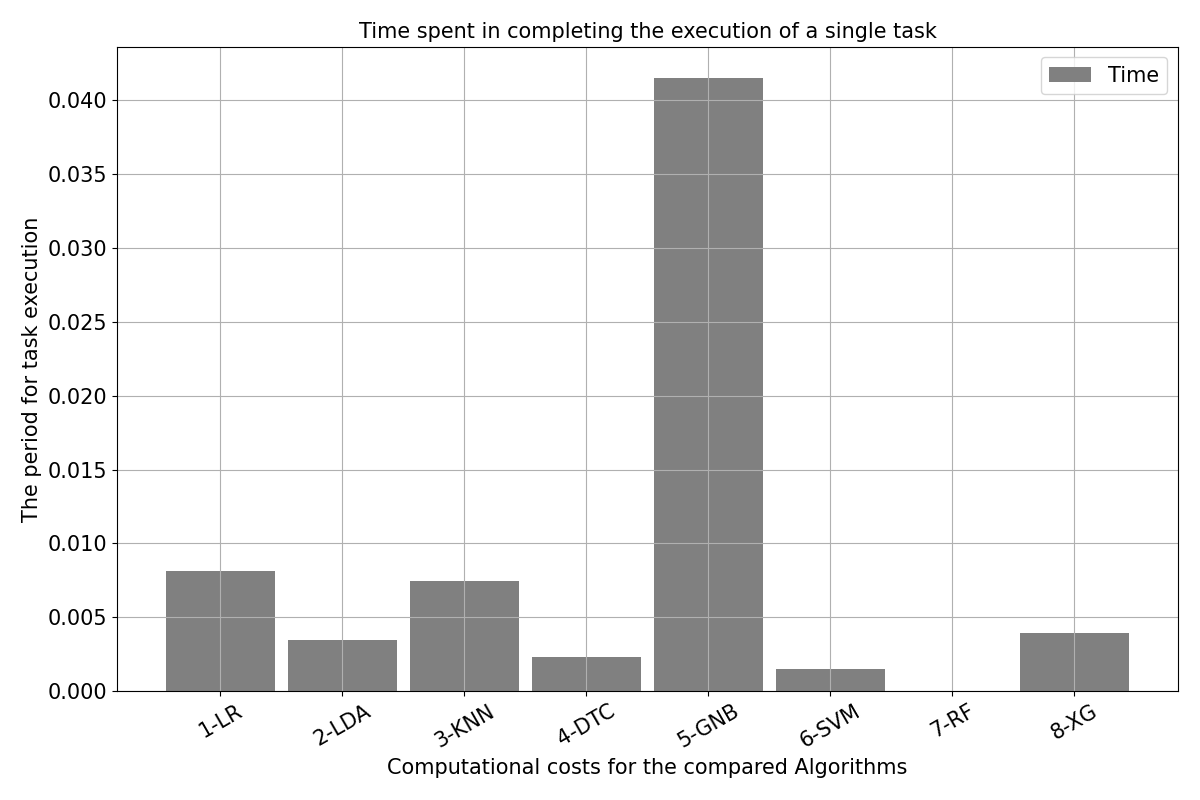 Time spent in completing the execution of a single task
Time
The period for task execution
0.040
0.035
0.030
0.025
0.020
0.015
0.010
0.005
0.000
1-LR 2-LDA 3-KNN 4-DTC 5-GNB 6-SVM 7-RF 8-XG
Computational costs for the compared Algorithms